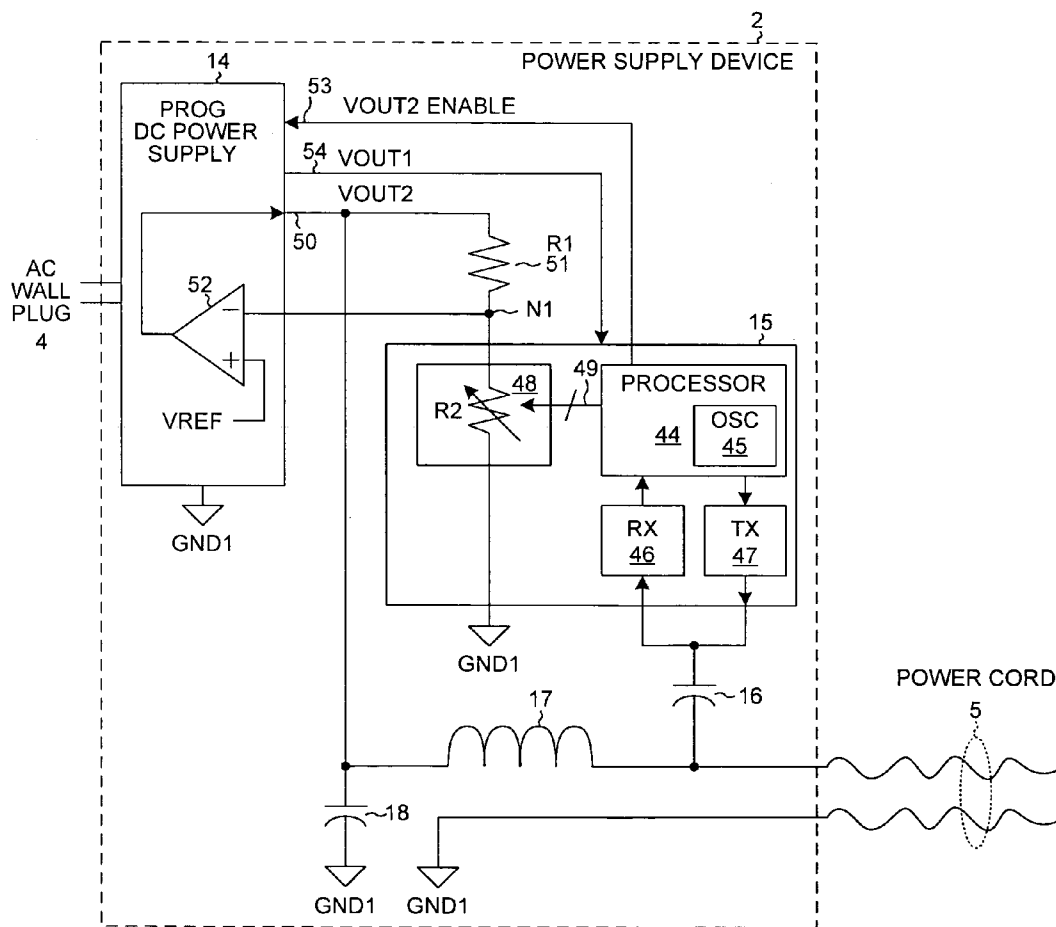 2
POWER SUPPLY DEVICE
14
PROG
DC POWER
SUPPLY
53
VOUT2 ENABLE
54
VOUT1
VOUT2
50
R1
51
AC
WALL
PLUG
4
52
−
+
VREF
N1
15
49
PROCESSOR
R2
48
44
OSC
45
RX
46
TX
47
GND1
GND1
16
17
POWER CORD
5
18
GND1
GND1